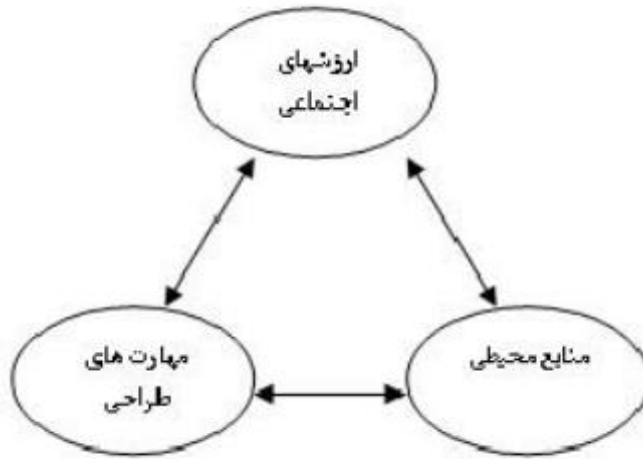 ارزشهای
اجتماعی
مهارت های
طراحی
منابع محیطی